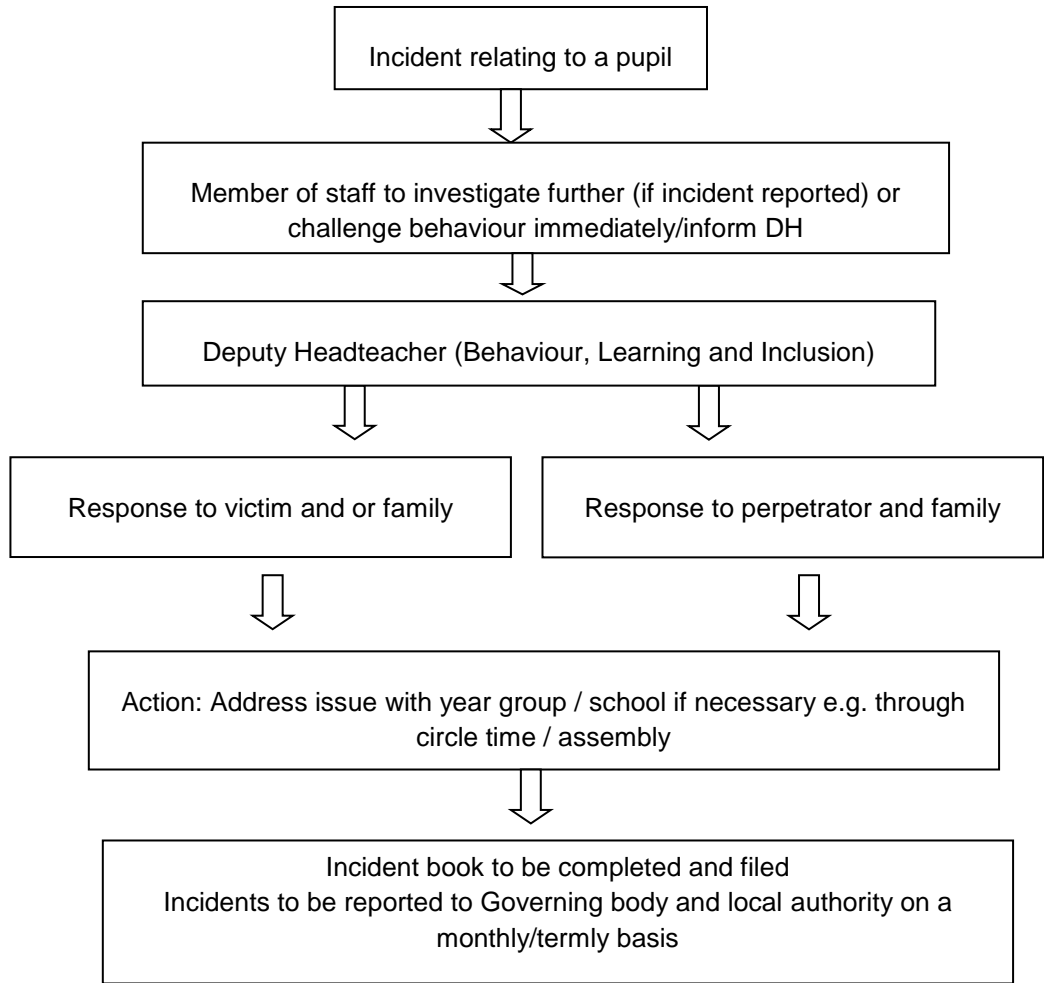 Incident relating to a pupil
Member of staff to investigate further (if incident reported) or
challenge behaviour immediately/inform DH
Deputy Headteacher (Behaviour, Learning and Inclusion)
Response to victim and or family
Response to perpetrator and family
Action: Address issue with year group / school if necessary e.g. through
circle time / assembly
Incident book to be completed and filed
Incidents to be reported to Governing body and local authority on a
monthly/termly basis